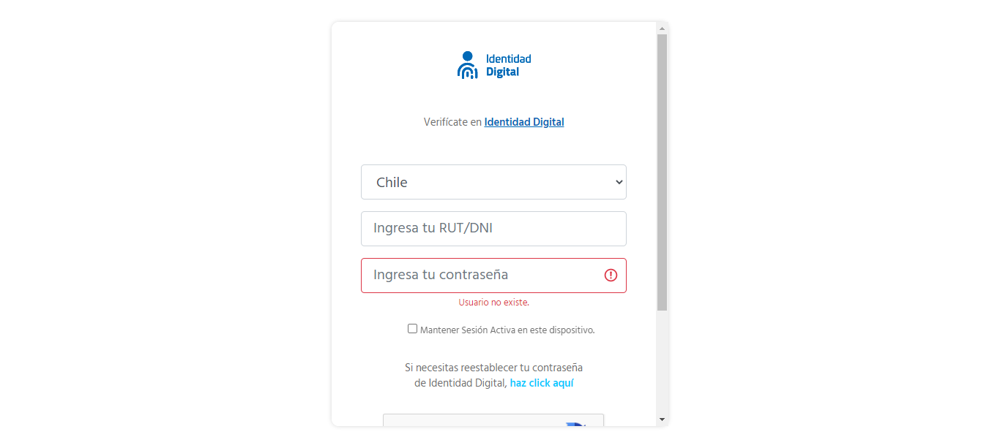 Identidad
Digital
Verifícate en Identidad Digital
Chile
Ingresa tu RUT/DNI
Ingresa tu contraseña
Usuario no existe.
Mantener Sesión Activa en este dispositivo.
Si necesitas reestablecer tu contraseña
de Identidad Digital, haz click aquí